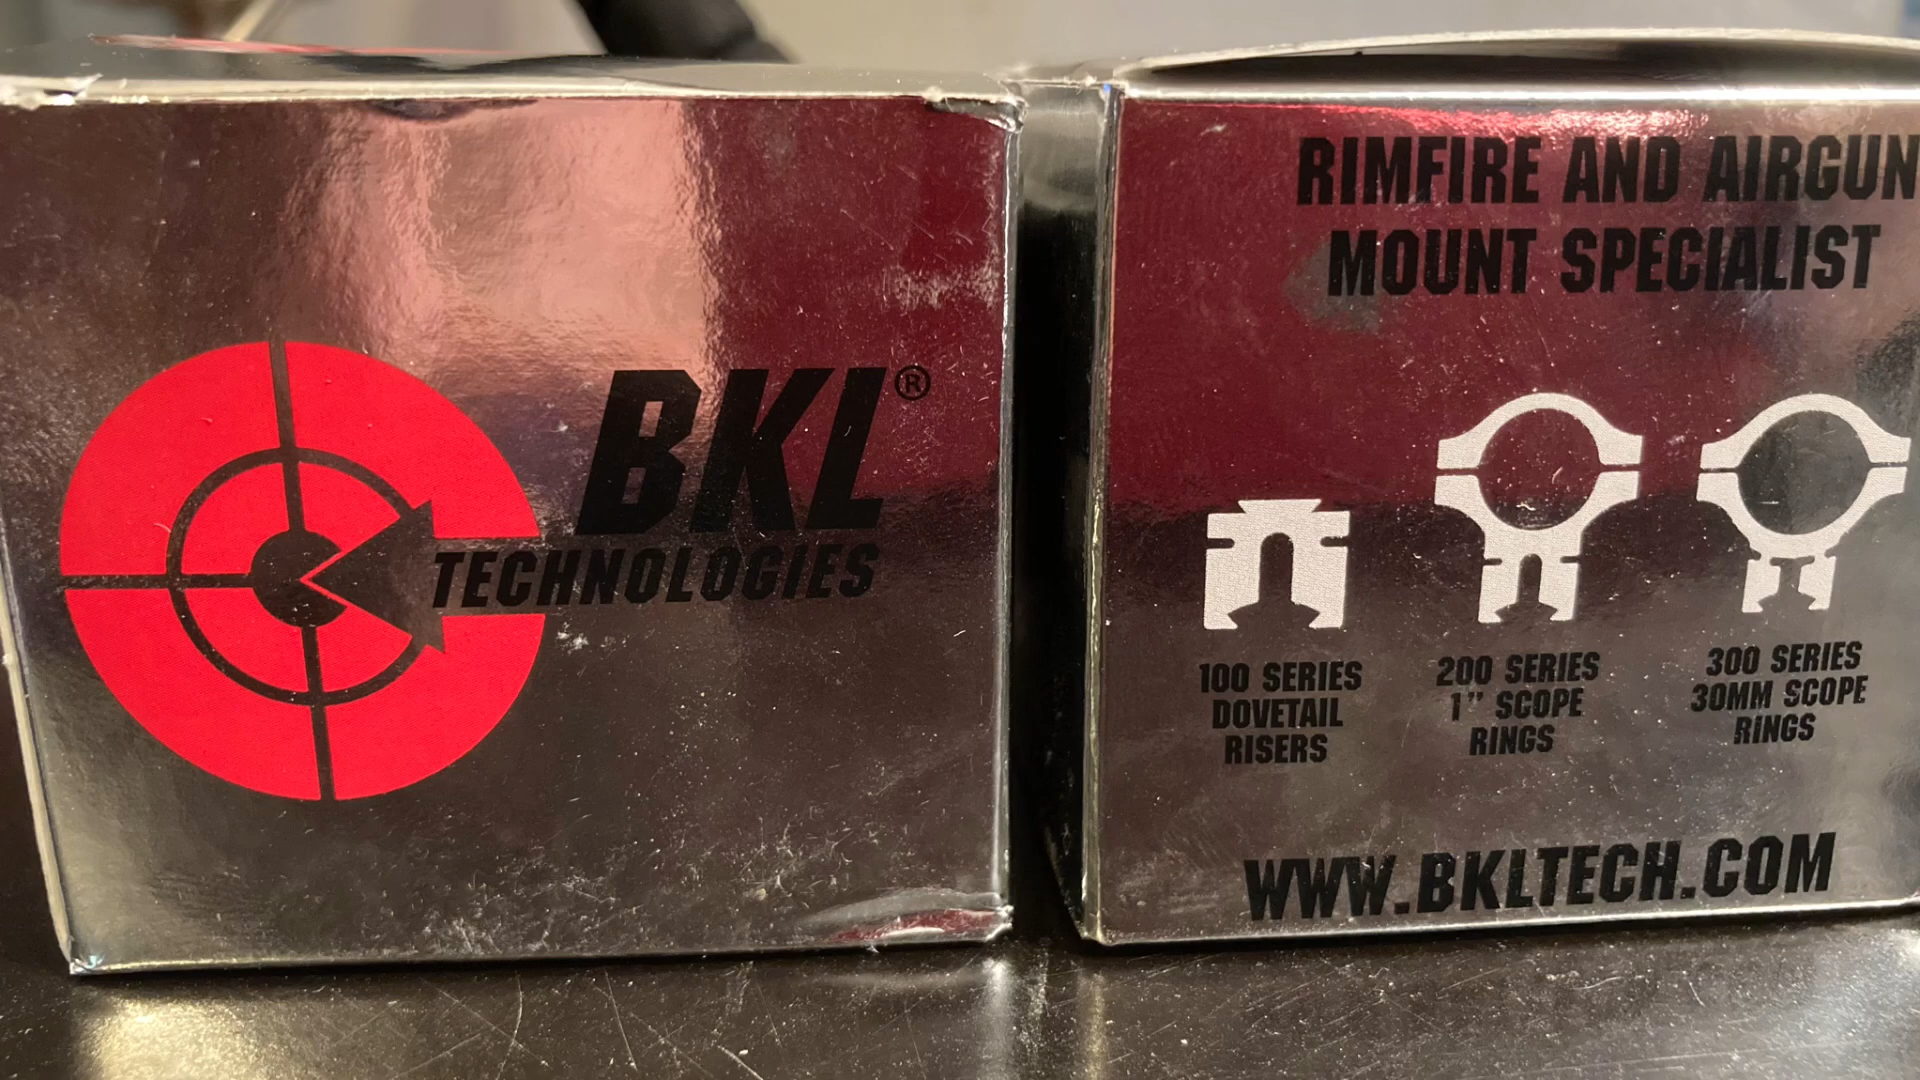 BKL®
TECHNOLOGIES
RIMFIRE AND AIRGUN
MOUNT SPECIALIST
100 SERIES
DOVETAIL
RISERS
200 SERIES
1" SCOPE
RINGS
300 SERIES
30MM SCOPE
RINGS
WWW.BKLTECH.COM